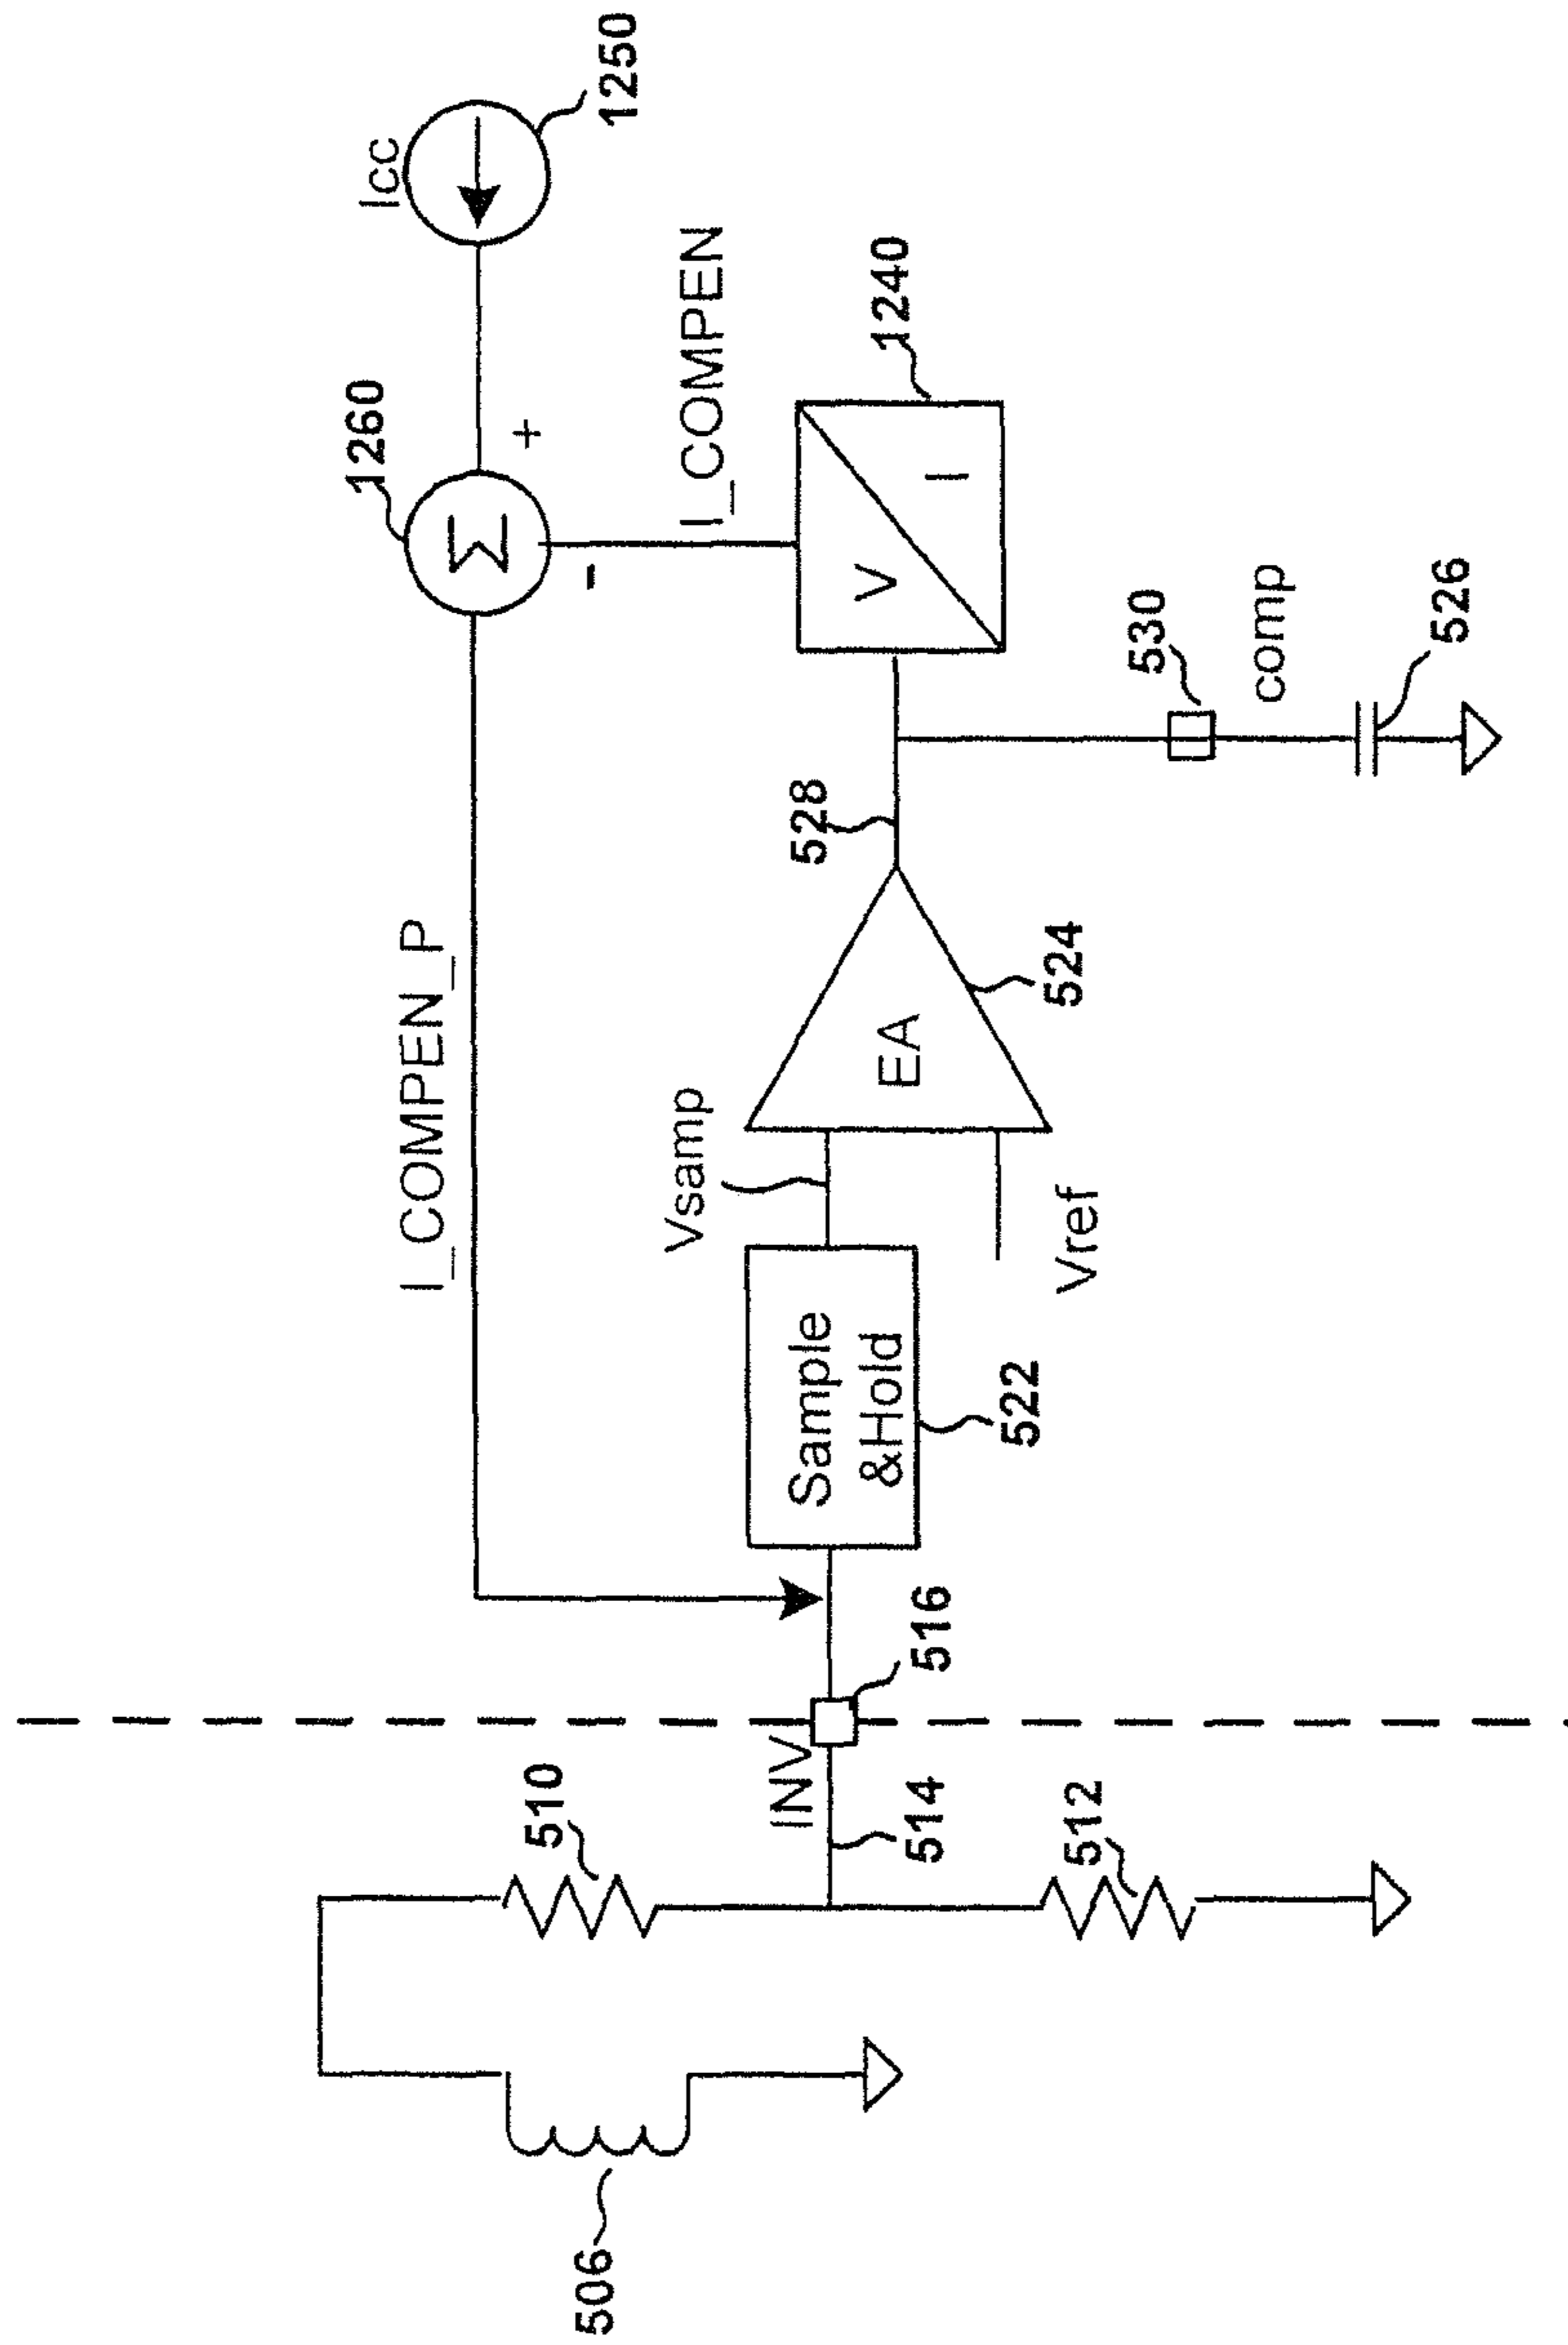 1260
Icc
1250
+
Σ
-
I_COMPEN_P
I_COMPEN
1240
V
I
506
510
INV
514
512
516
Sample
&Hold
522
Vsamp
Vref
EA
524
528
530
comp
526